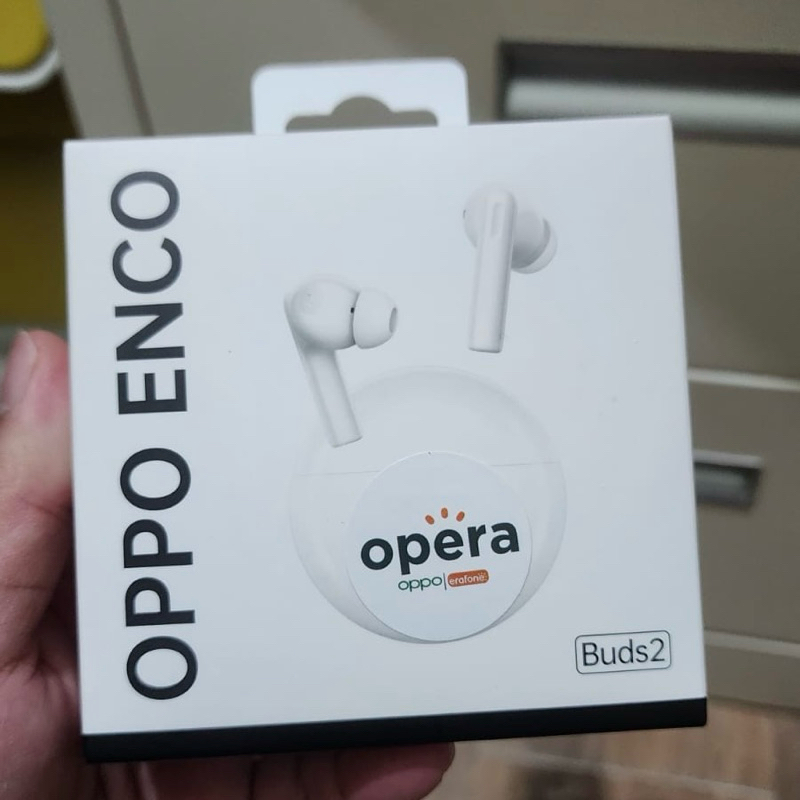 OPPO ENCO
opera
oppo | erafone
Buds2